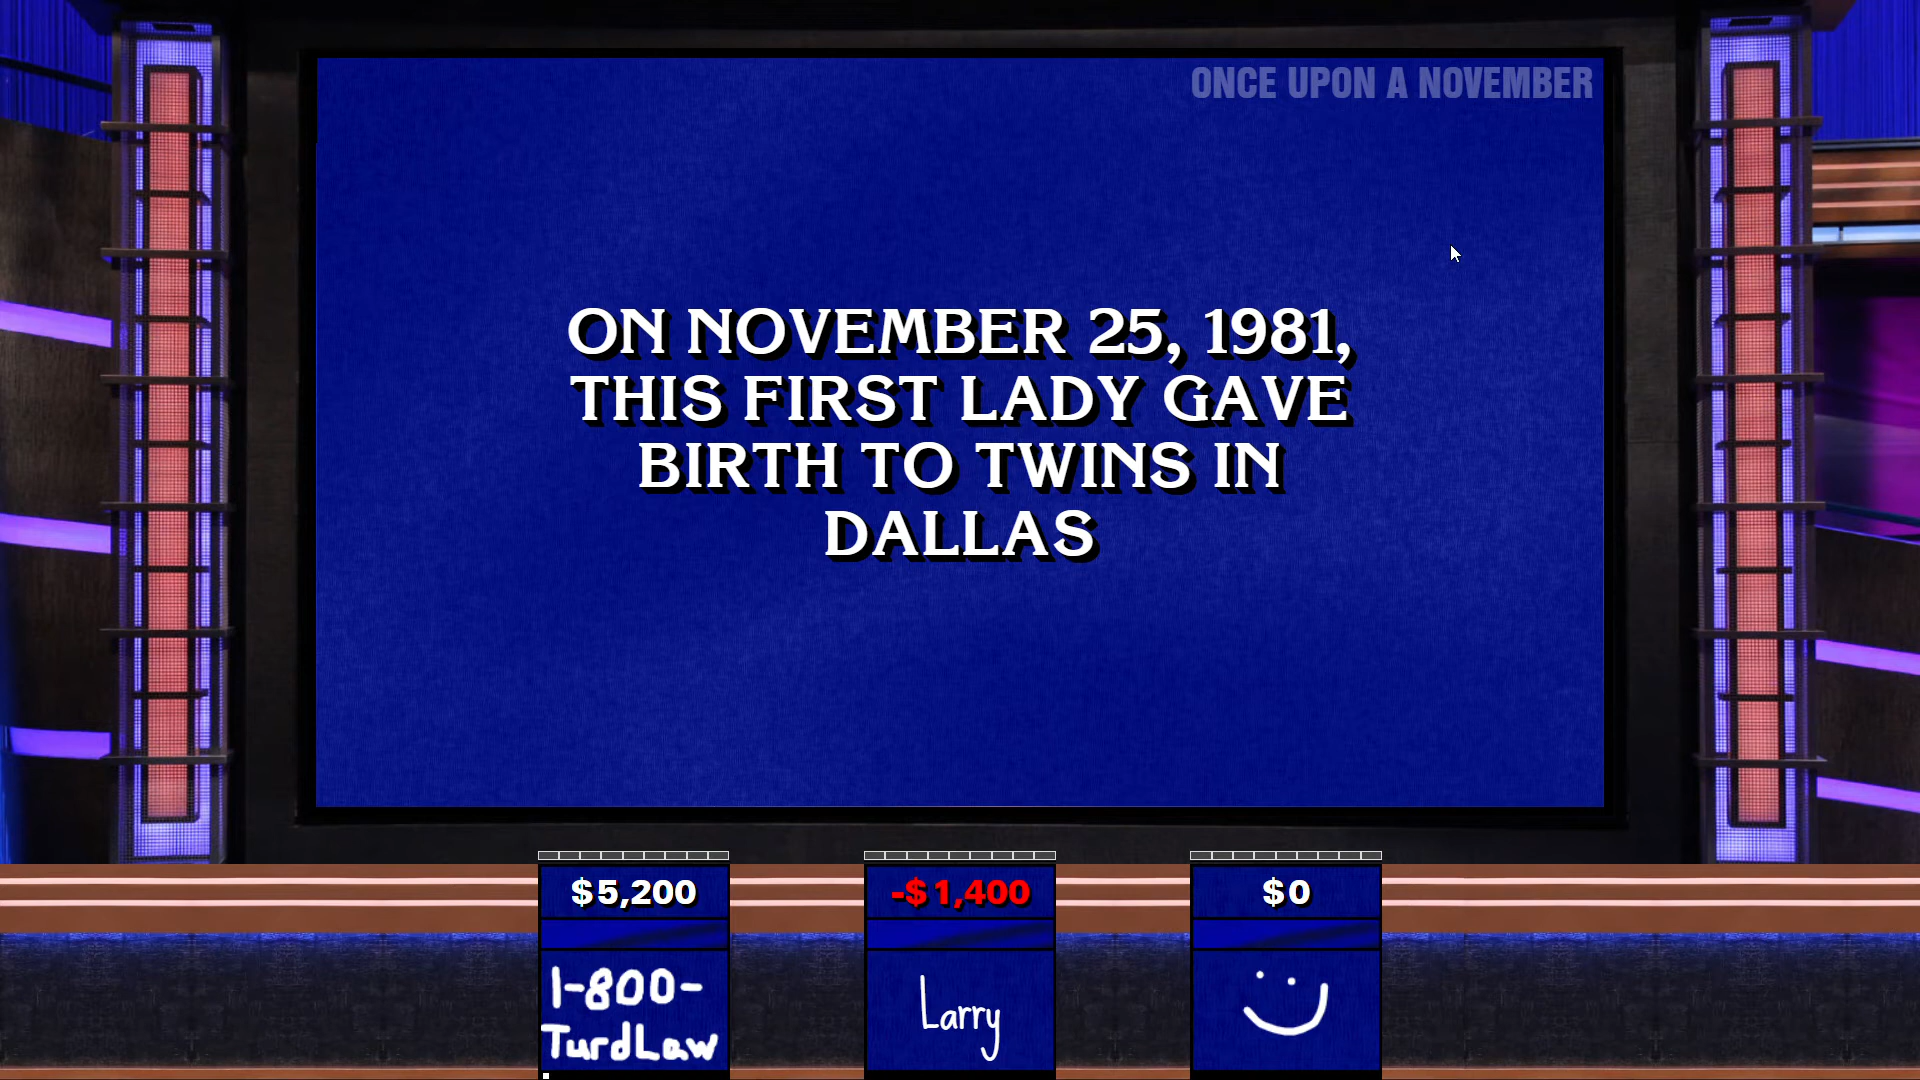 ONCE UPON A NOVEMBER
ON NOVEMBER 25, 1981,
THIS FIRST LADY GAVE
BIRTH TO TWINS IN
DALLAS
$5,200
-$1,400
$0
1-800-
TurdLaw
Larry